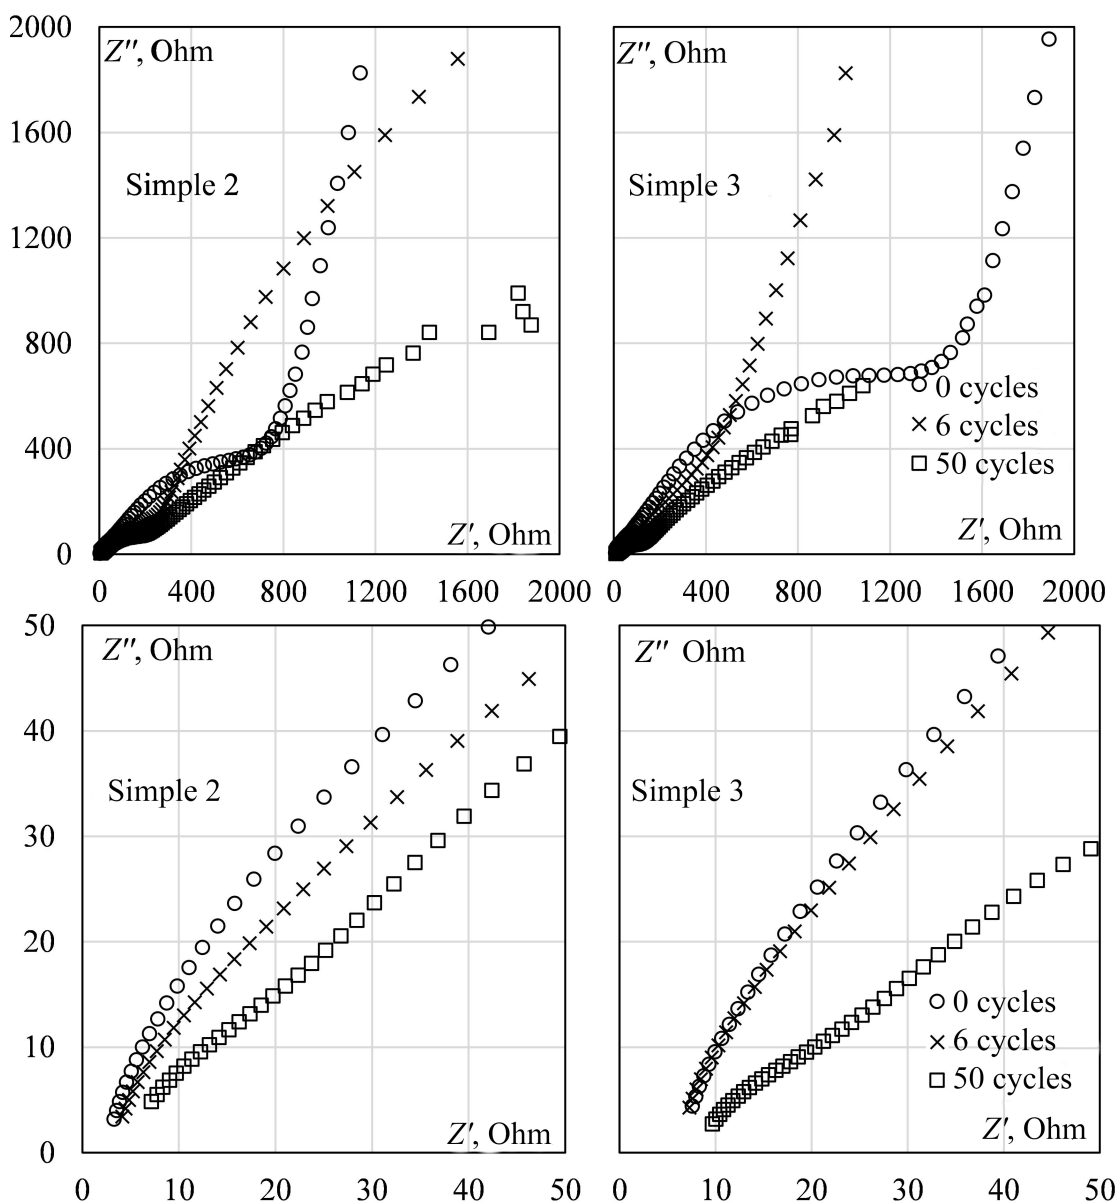 2000
Z″, Ohm
Z″, Ohm
1600
Simple 2
Simple 3
1200
800
0 cycles
6 cycles
400
50 cycles
Z′, Ohm
Z′, Ohm
0
0 400 800 1200 1600 2000
0 400 800 1200 1600 2000
50
Z″, Ohm
Z″ Ohm
40
Simple 2
Simple 3
30
20
0 cycles
6 cycles
10
50 cycles
Z′, Ohm
Z′, Ohm
0
0 10 20 30 40 50
0 10 20 30 40 50